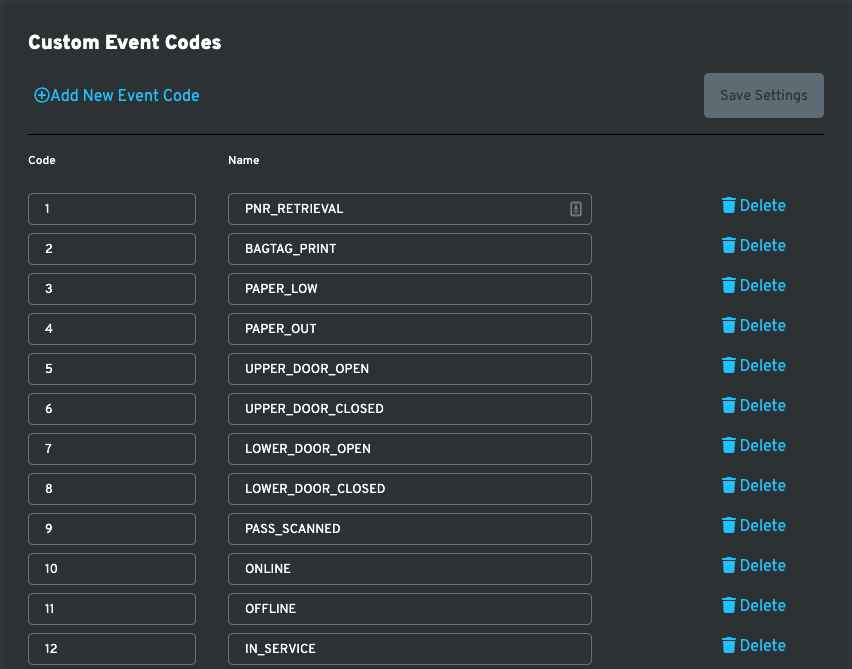 Custom Event Codes
Add New Event Code
Save Settings
Code Name
1 PNR_RETRIEVAL Delete
2 BAGTAG_PRINT Delete
3 PAPER_LOW Delete
4 PAPER_OUT Delete
5 UPPER_DOOR_OPEN Delete
6 UPPER_DOOR_CLOSED Delete
7 LOWER_DOOR_OPEN Delete
8 LOWER_DOOR_CLOSED Delete
9 PASS_SCANNED Delete
10 ONLINE Delete
11 OFFLINE Delete
12 IN_SERVICE Delete